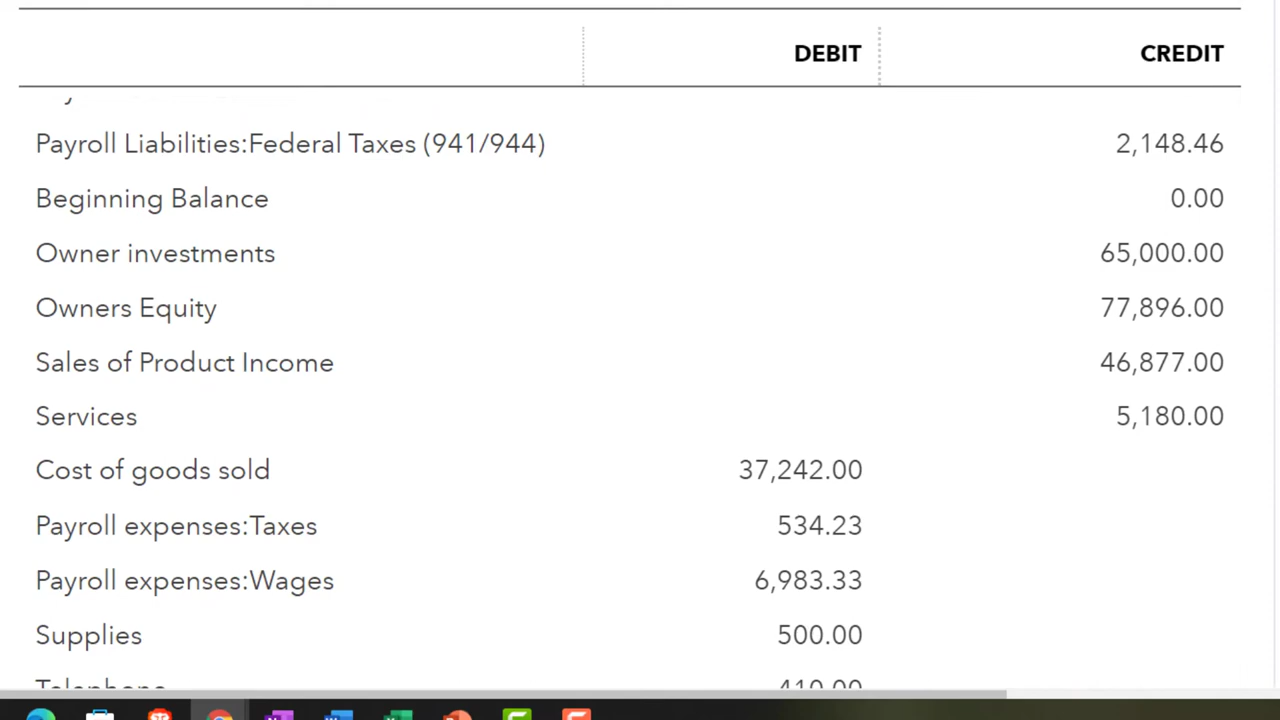 DEBIT CREDIT
Payroll Liabilities:Federal Taxes (941/944) 2,148.46
Beginning Balance 0.00
Owner investments 65,000.00
Owners Equity 77,896.00
Sales of Product Income 46,877.00
Services 5,180.00
Cost of goods sold 37,242.00
Payroll expenses:Taxes 534.23
Payroll expenses:Wages 6,983.33
Supplies 500.00
Telephone 410.00